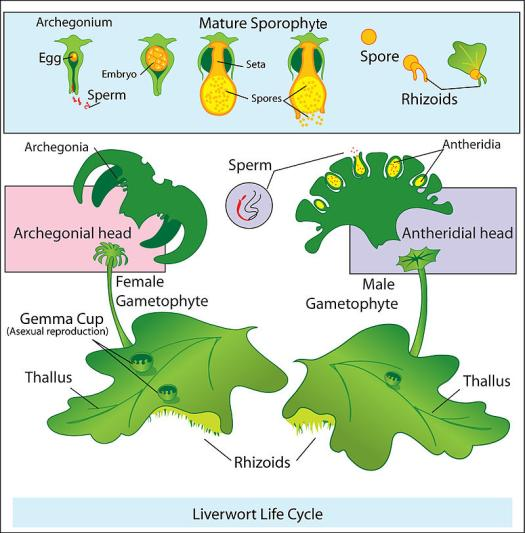 Archegonium
Mature Sporophyte
Egg
Embryo
Sperm
Seta
Spores
Spore
Rhizoids
Archegonia
Sperm
Antheridia
Archegonial head
Antheridial head
Female
Gametophyte
Male
Gametophyte
Gemma Cup
(Asexual reproduction)
Thallus
Thallus
Rhizoids
Liverwort Life Cycle